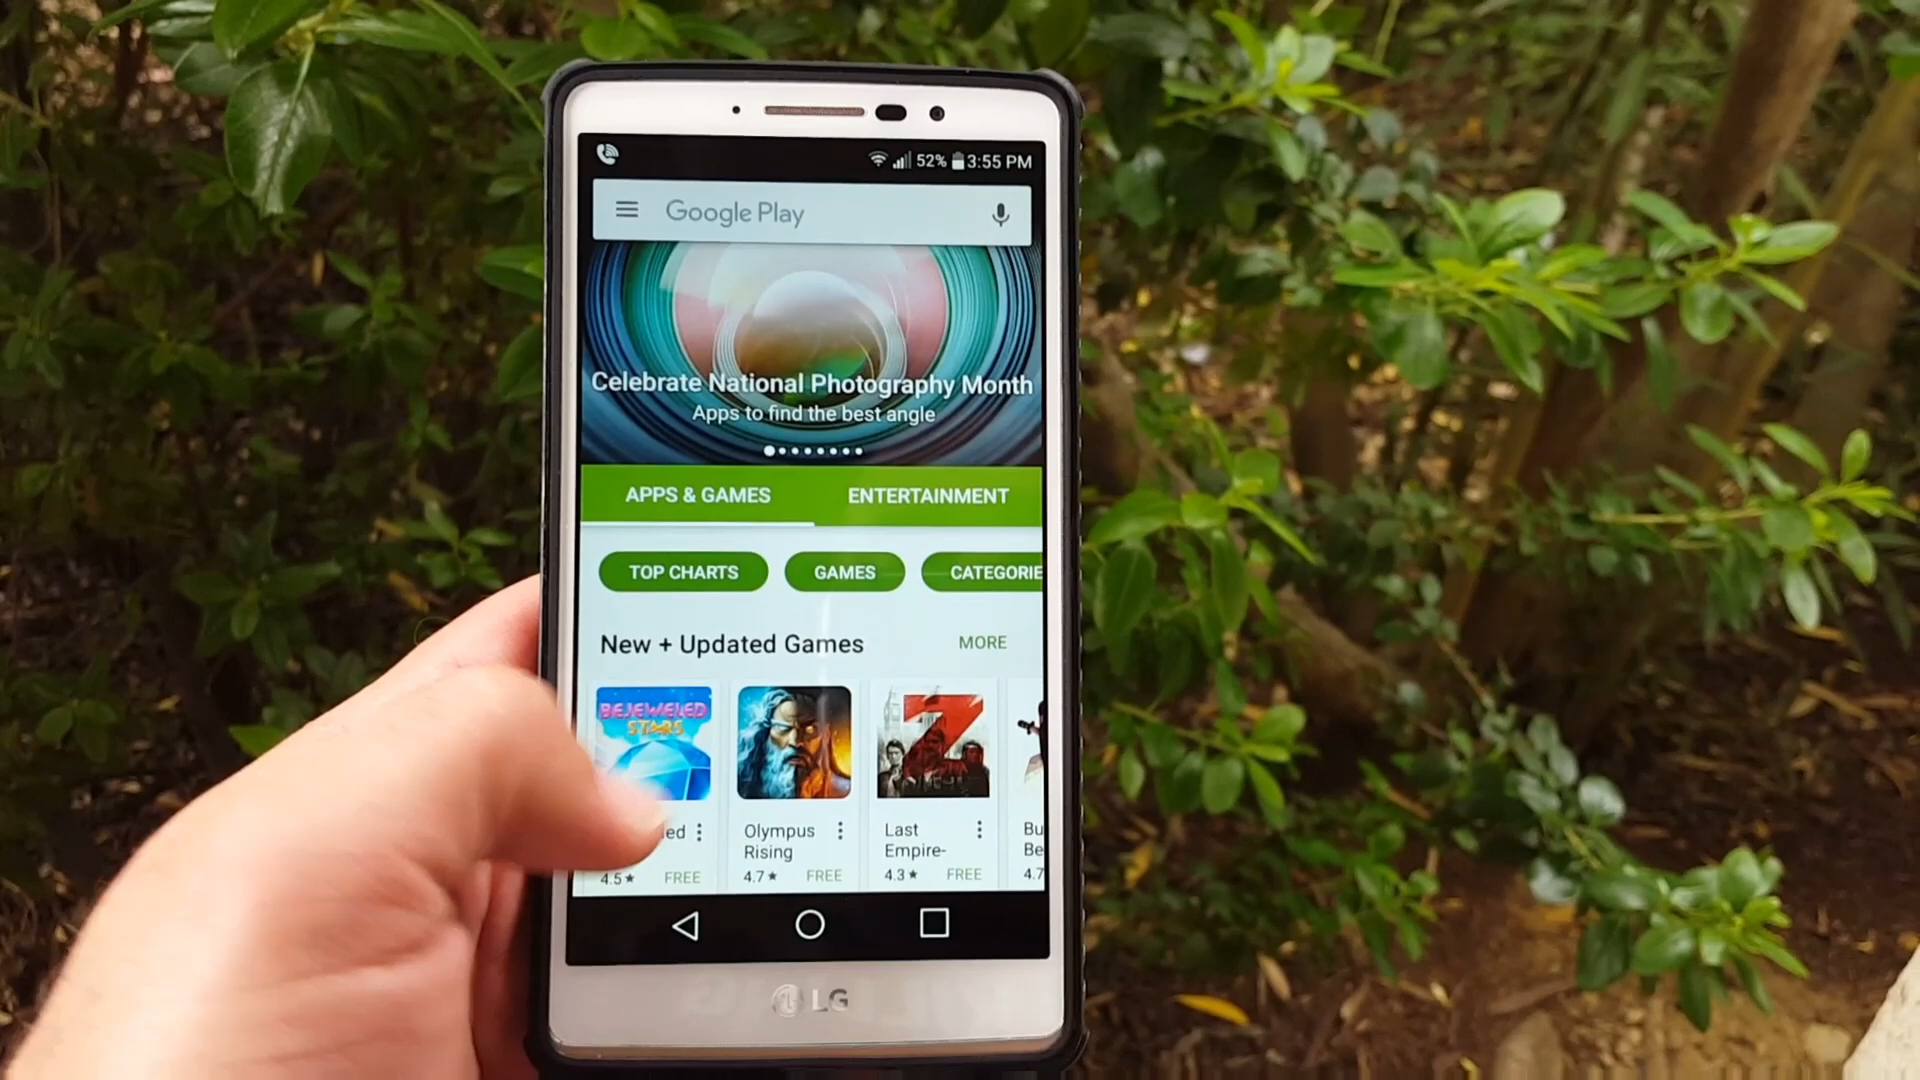 52% 3:55 PM
Google Play
Celebrate National Photography Month
Apps to find the best angle
APPS & GAMES ENTERTAINMENT
TOP CHARTS GAMES CATEGORIE
New + Updated Games MORE
BEJEWELED
STARS
Z
led Olympus Last Bu
Rising Empire- Be
4.5★ FREE 4.7★ FREE 4.3★ FREE 4.7
LG